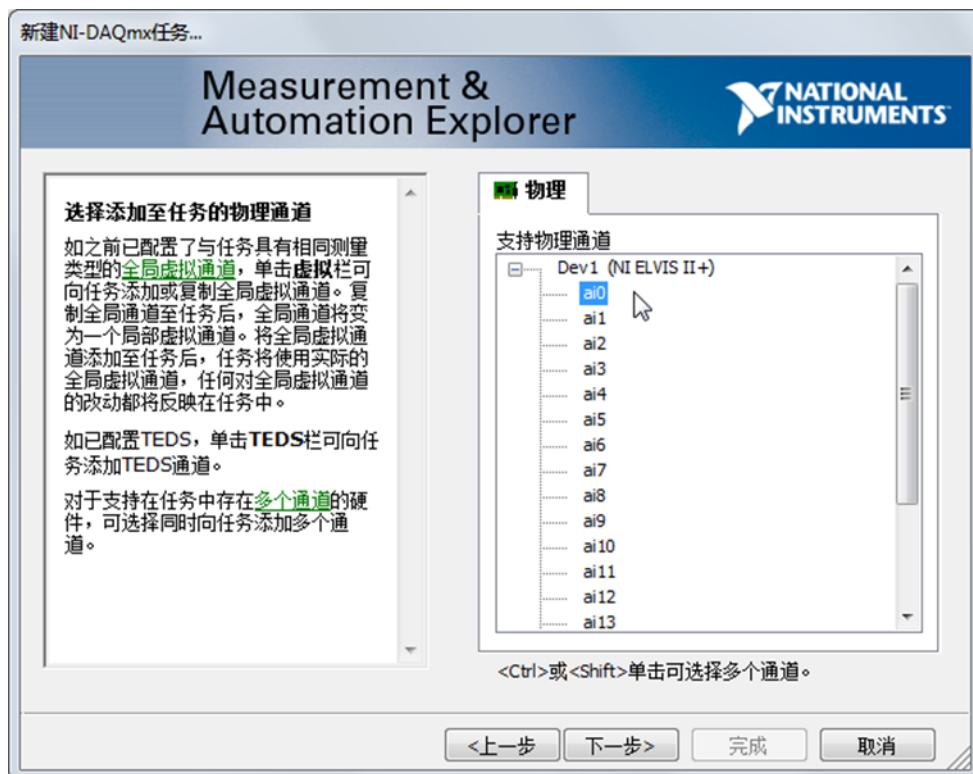 新建NI-DAQmx任务...
Measurement &
Automation Explorer
NATIONAL
INSTRUMENTS
选择添加至任务的物理通道
如之前已配置了与任务具有相同测量
类型的全局虚拟通道，单击虚拟栏可
向任务添加或复制全局虚拟通道。复
制全局通道至任务后，全局通道将变
为一个局部虚拟通道。将全局虚拟通
道添加至任务后，任务将使用实际的
全局虚拟通道，任何对全局虚拟通道
的改动都将反映在任务中。
如已配置TEDS，单击TEDS栏可向任
务添加TEDS通道。
对于支持在任务中存在多个通道的硬
件，可选择同时向任务添加多个通
道。
物理
支持物理通道
Dev1 (NI ELVIS II+)
ai0
ai1
ai2
ai3
ai4
ai5
ai6
ai7
ai8
ai9
ai10
ai11
ai12
ai13
<Ctrl>或<Shift>单击可选择多个通道。
<上一步
下一步>
完成
取消